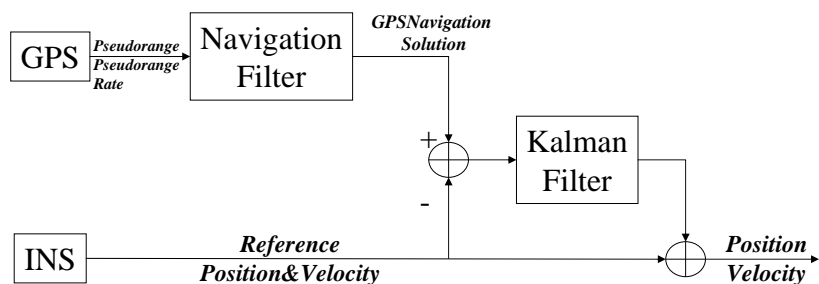 GPS
Pseudorange
Pseudorange
Rate
Navigation
Filter
GPSNavigation
Solution
+
-
Kalman
Filter
INS
Reference
Position&Velocity
Position
Velocity